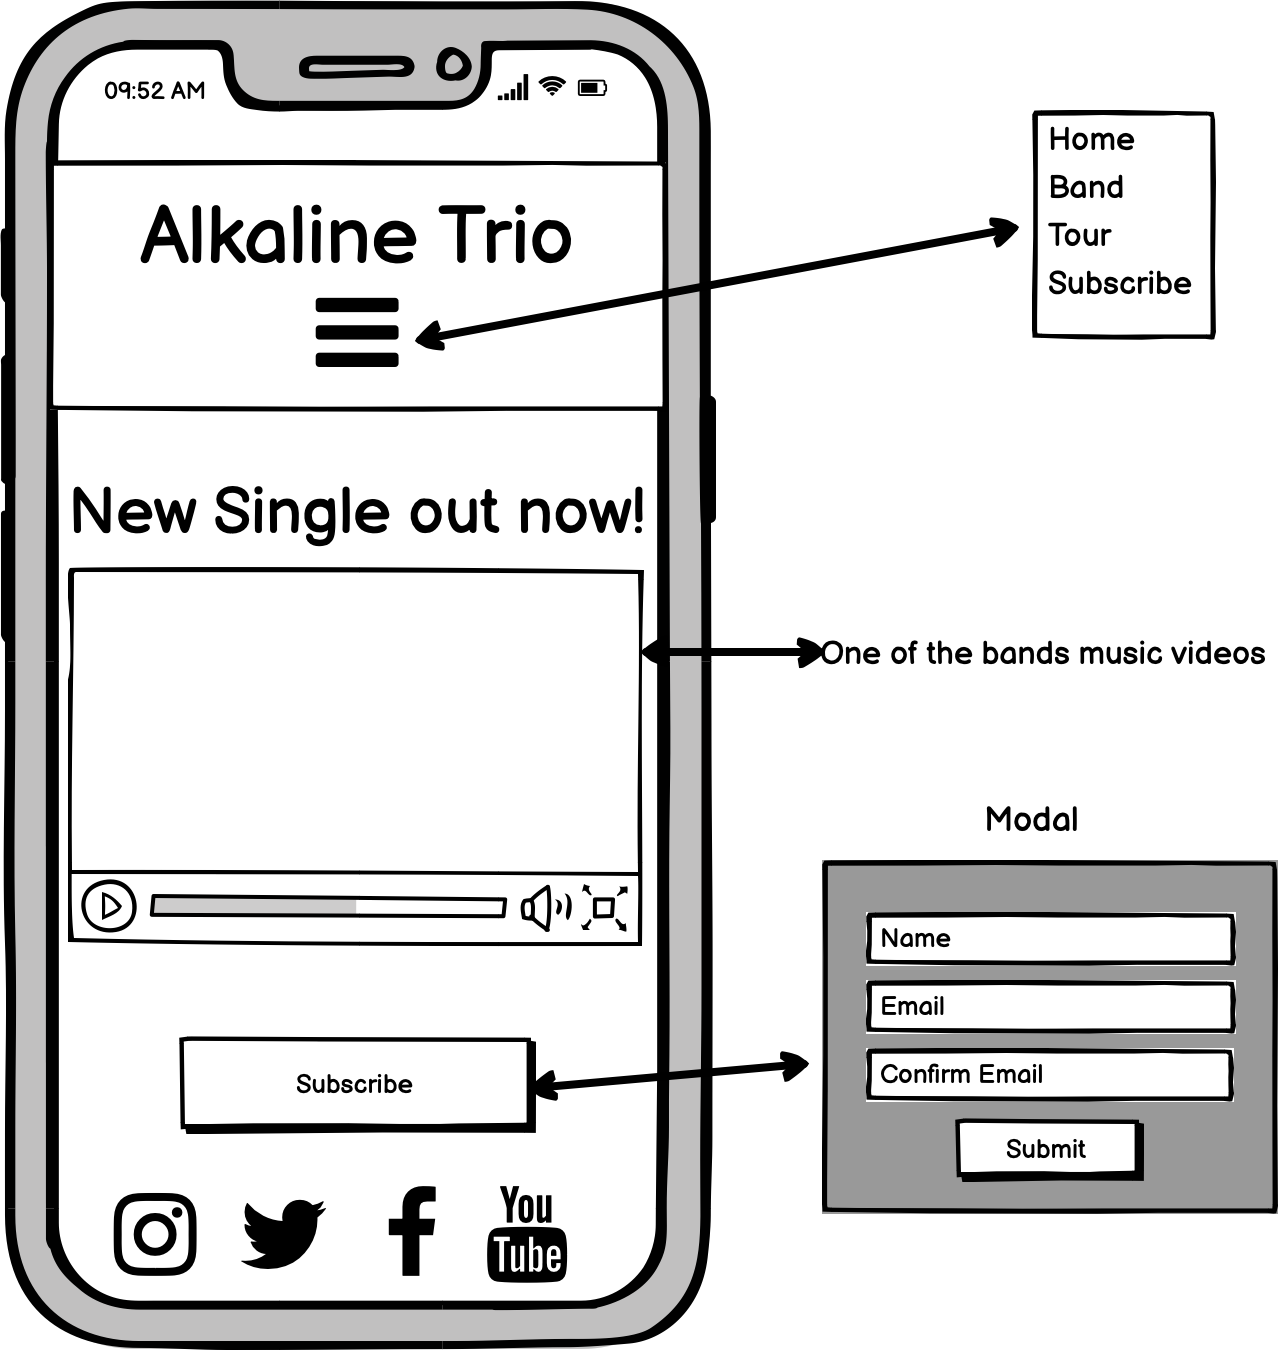 09:52 AM
Alkaline Trio
Home
Band
Tour
Subscribe
New Single out now!
One of the bands music videos
Modal
Name
Email
Confirm Email
Submit
Subscribe
You
Tube